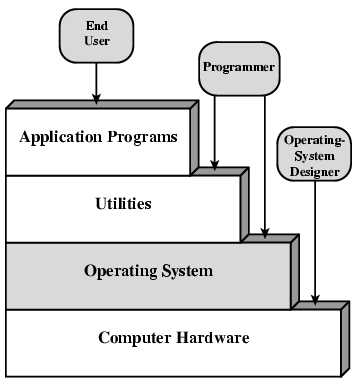 End
User
Programmer
Operating-
System
Designer
Application Programs
Utilities
Operating System
Computer Hardware